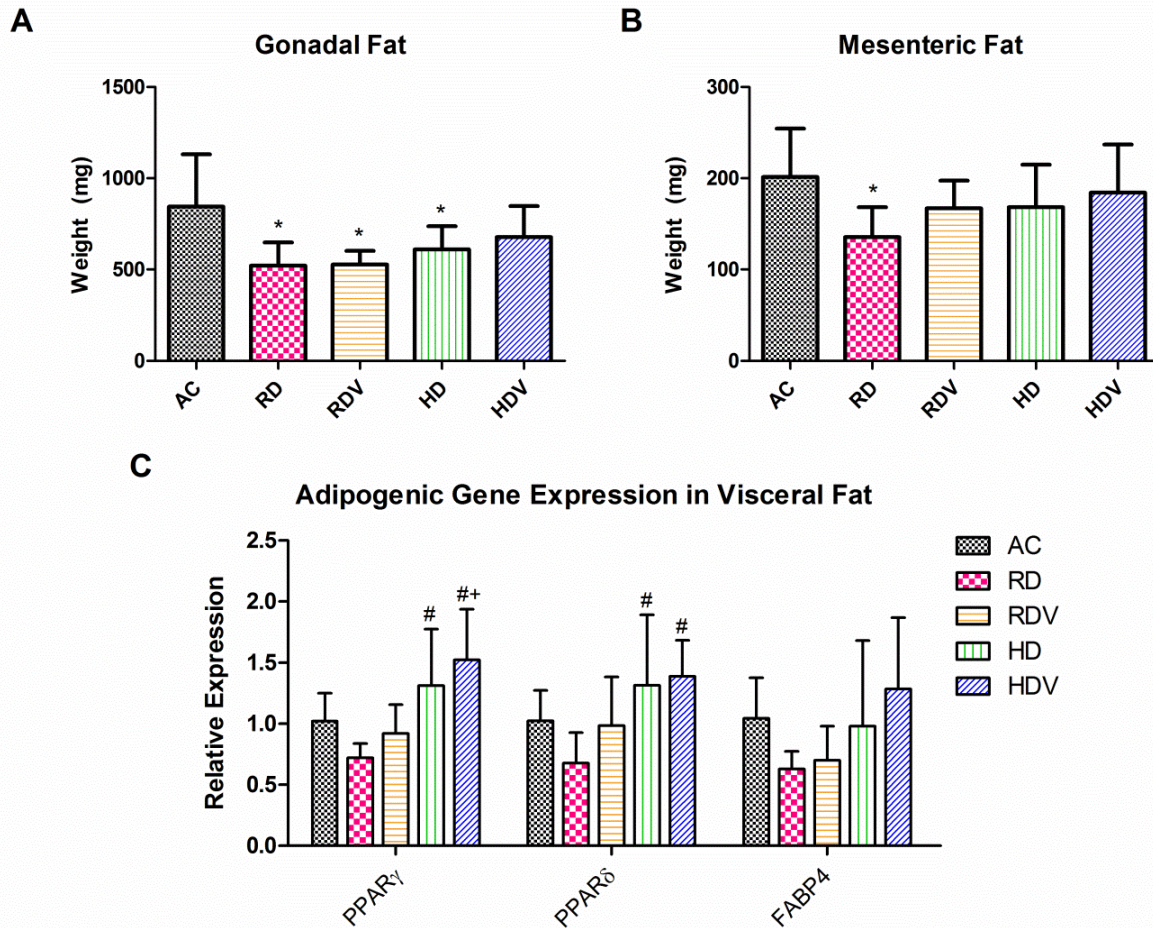 A
Gonadal Fat
1500
1000
500
0
Weight (mg)
*
*
*
AC
RD
RDV
HD
HDV
B
Mesenteric Fat
300
200
100
0
Weight (mg)
*
AC
RD
RDV
HD
HDV
C
Adipogenic Gene Expression in Visceral Fat
2.5
2.0
1.5
1.0
0.5
0.0
Relative Expression
#
#+
#
#
PPARγ
PPARδ
FABP4
AC
RD
RDV
HD
HDV